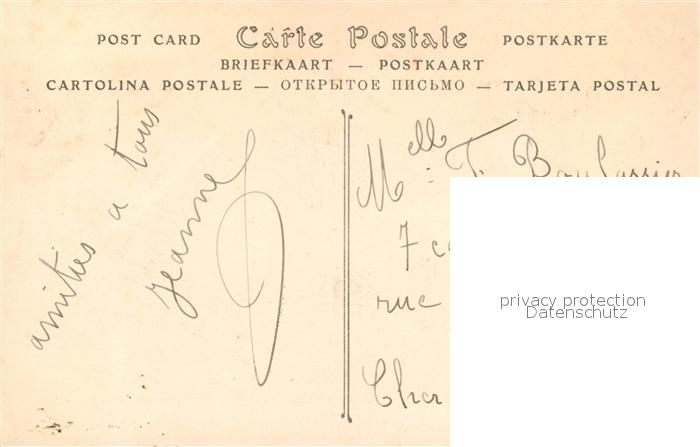 POST CARD Carte Postale POSTKARTE
BRIEFKAART — POSTKAART
CARTOLINA POSTALE — ОТКРЫТОЕ ПИСЬМО — TARJETA POSTAL
amities a tous
Jeanne
Melle T.
7
rue
privacy protection
Datenschutz